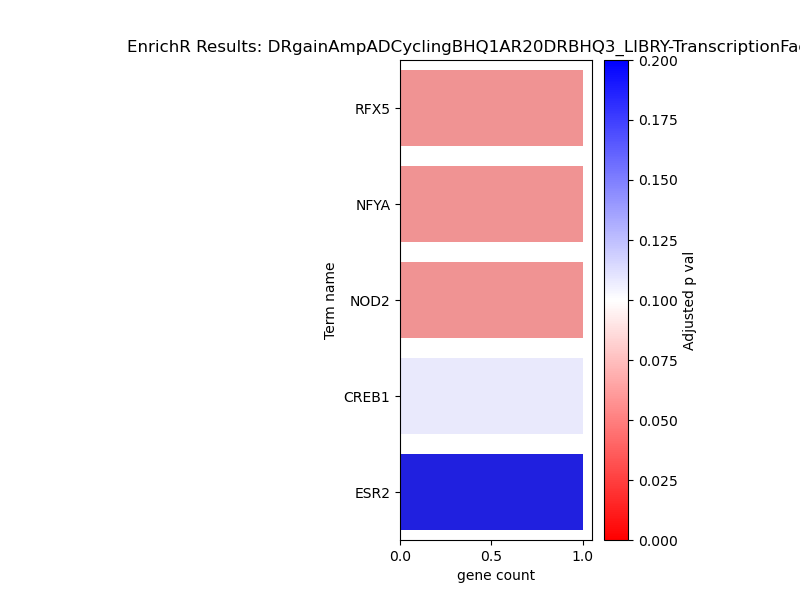 EnrichR Results: DRgainAmpADCyclingBHQ1AR20DRBHQ3_LIBRY-TranscriptionFa
RFX5
NFYA
NOD2
CREB1
ESR2
Term name
0.0
0.5
1.0
gene count
0.200
0.175
0.150
0.125
0.100
0.075
0.050
0.025
0.000
Adjusted p val